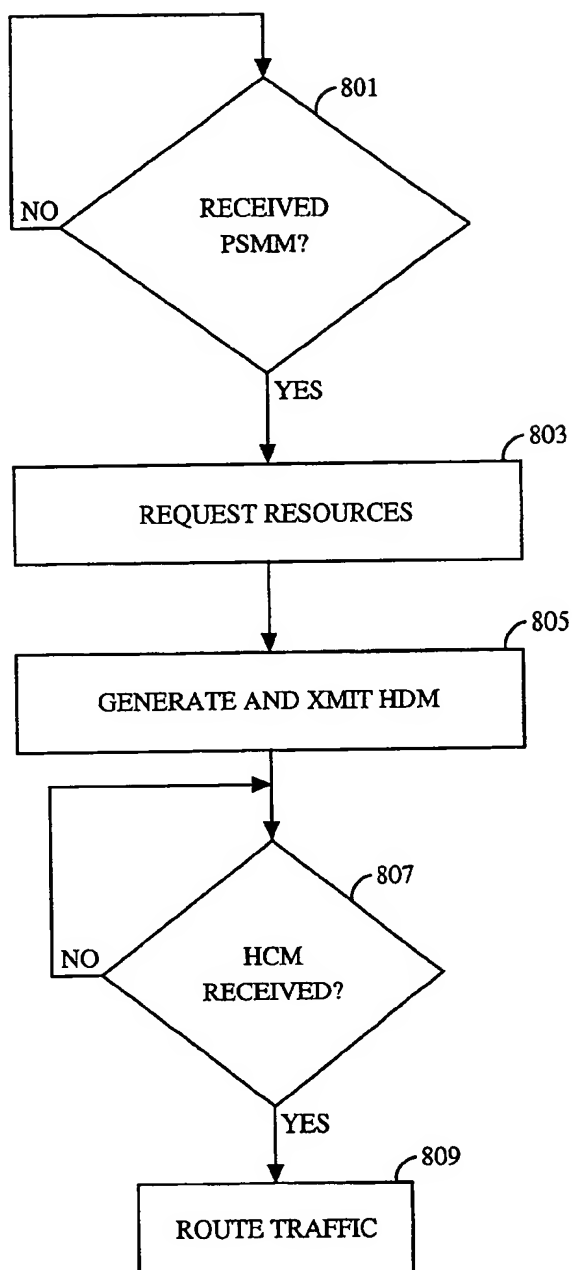 801
RECEIVED
PSMM?
NO
YES
803
REQUEST RESOURCES
805
GENERATE AND XMIT HDM
807
HCM
RECEIVED?
NO
YES
809
ROUTE TRAFFIC